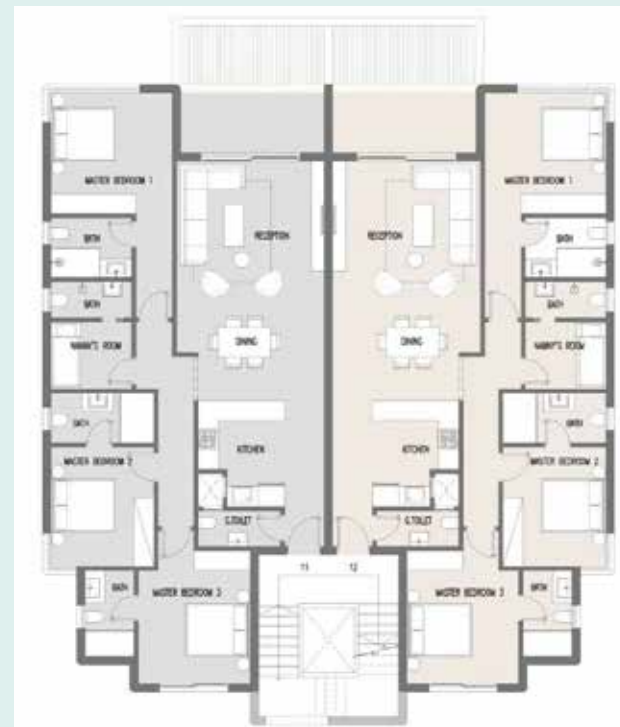 MASTER BEDROOM 1
BATH
RECEPTION
BATH
NANNY'S ROOM
DINING
BATH
KITCHEN
MASTER BEDROOM 2
G.TOILET
BATH
MASTER BEDROOM 3
11
12
MASTER BEDROOM 1
BATH
RECEPTION
BATH
NANNY'S ROOM
DINING
BATH
KITCHEN
MASTER BEDROOM 2
G.TOILET
BATH
MASTER BEDROOM 3